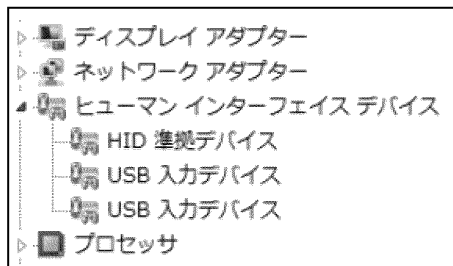 ディスプレイ アダプター
ネットワーク アダプター
ヒューマン インターフェイス デバイス
HID 準拠デバイス
USB 入力デバイス
USB 入力デバイス
プロセッサ